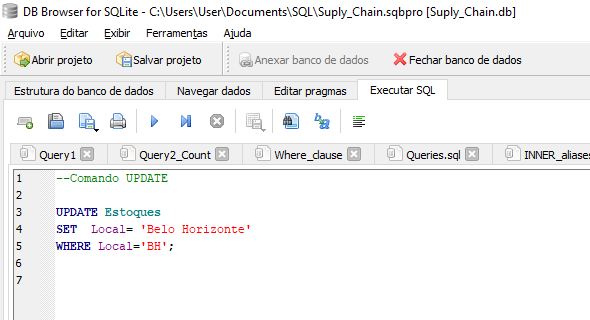 DB Browser for SQLite - C:\Users\User\Documents\SQL\Suply_Chain.sqbpro [Suply_Chain.db]
Arquivo Editar Exibir Ferramentas Ajuda
Abrir projeto Salvar projeto Anexar banco de dados Fechar banco de dados
Estrutura do banco de dados Navegar dados Editar pragmas Executar SQL
Query1 Query2_Count Where_clause Queries.sql INNER_aliases
1 --Comando UPDATE
2
3 UPDATE Estoques
4 SET Local= 'Belo Horizonte'
5 WHERE Local='BH';
6
7